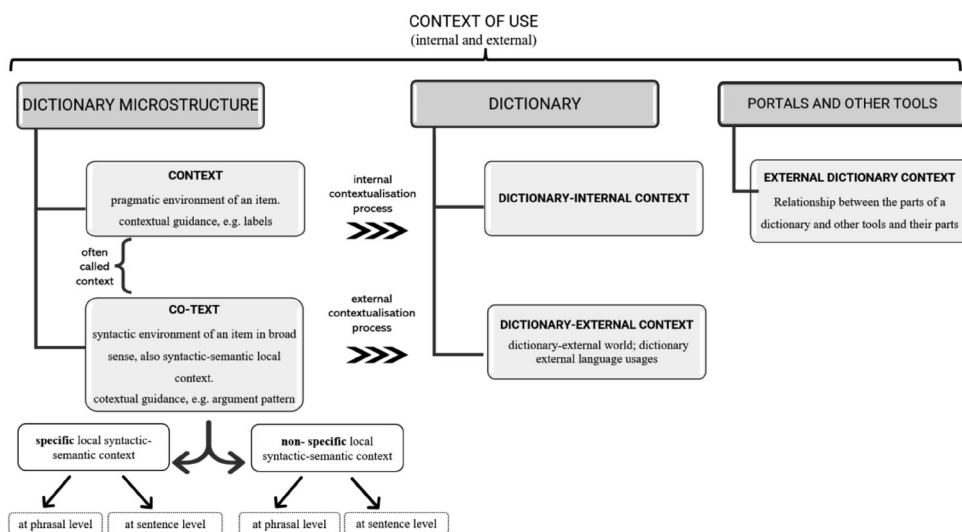 CONTEXT OF USE
(internal and external)
DICTIONARY MICROSTRUCTURE
DICTIONARY
PORTALS AND OTHER TOOLS
CONTEXT
pragmatic environment of an item.
contextual guidance, e.g. labels
internal
contextualisation
process
DICTIONARY-INTERNAL CONTEXT
EXTERNAL DICTIONARY CONTEXT
Relationship between the parts of a
dictionary and other tools and their parts
often
called
context
CO-TEXT
syntactic environment of an item in broad
sense, also syntactic-semantic local
context.
cotextual guidance, e.g. argument pattern
external
contextualisation
process
DICTIONARY-EXTERNAL CONTEXT
dictionary-external world; dictionary
external language usages
specific local syntactic-
semantic context
non- specific local
syntactic-semantic context
at phrasal level
at sentence level
at phrasal level
at sentence level